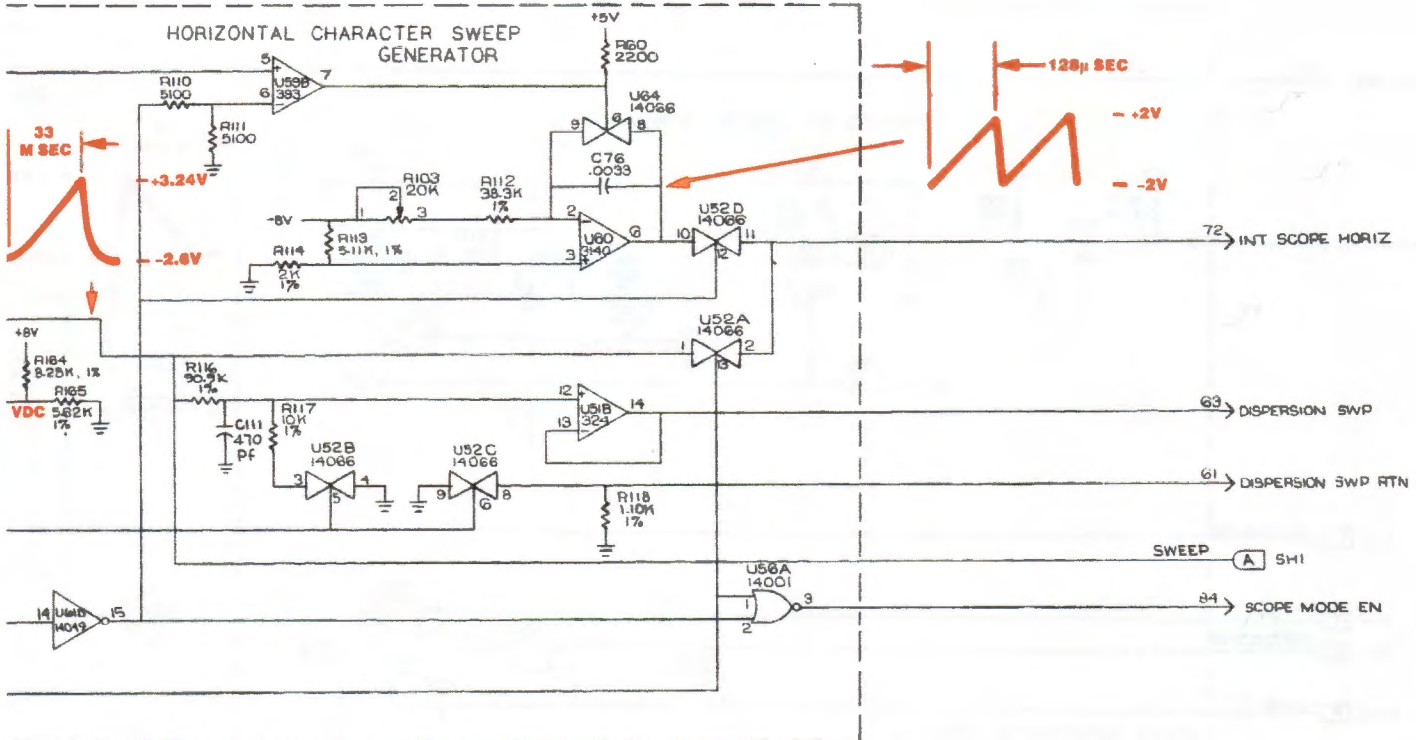 HORIZONTAL CHARACTER SWEEP
GENERATOR
+5V
R60
2200
5
+
6
-
U59B
393
7
R110
5100
R111
5100
U64
14066
9
6
8
C76
.0033
128µ SEC
+2V
-2V
33
M SEC
+3.24V
-2.6V
R103
20K
1
2
3
R112
38.3K
1%
-8V
R113
5.11K, 1%
R114
2K
1%
2
-
3
+
U60
3140
6
U52D
14066
10
11
12
72
INT SCOPE HORIZ
U52A
14066
1
2
13
+8V
R164
8.25K, 1%
R165
5.62K
1%
VDC
R116
90.9K
1%
C111
470
Pf
R117
10K
1%
12
+
13
-
U51B
324
14
63
DISPERSION SWP
U52B
14066
3
4
5
U52C
14066
9
8
6
R118
1.10K
1%
61
DISPERSION SWP RTN
SWEEP
A
SH1
U56A
14001
1
2
3
84
SCOPE MODE EN
14
14049
15